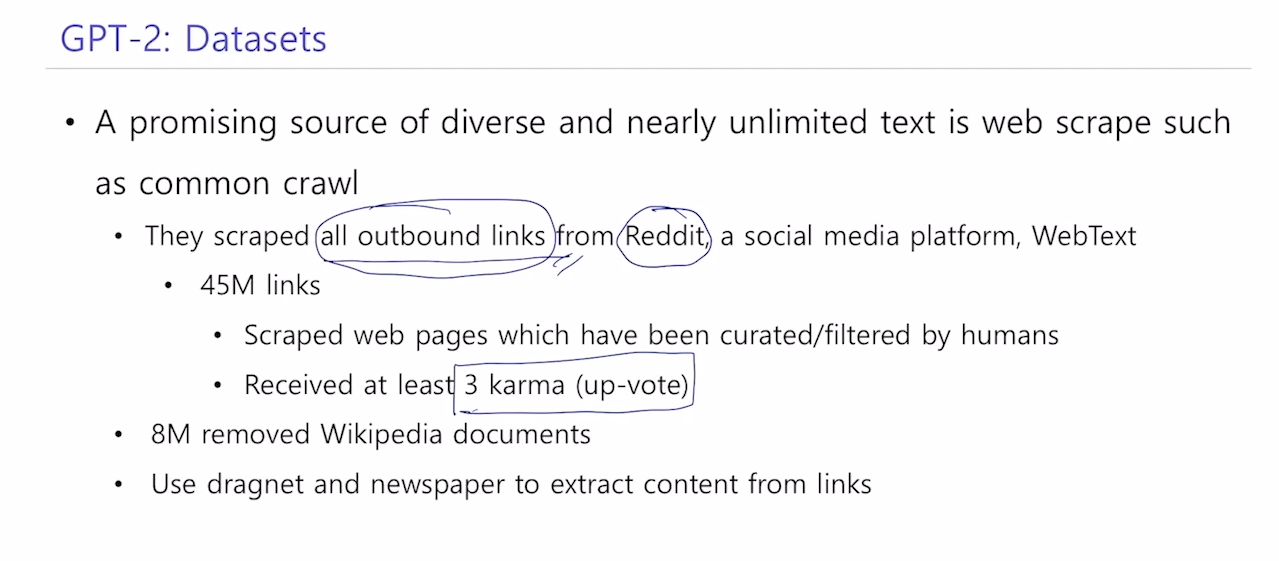 GPT-2: Datasets
• A promising source of diverse and nearly unlimited text is web scrape such
as common crawl
• They scraped all outbound links from Reddit, a social media platform, WebText
• 45M links
• Scraped web pages which have been curated/filtered by humans
• Received at least 3 karma (up-vote)
• 8M removed Wikipedia documents
• Use dragnet and newspaper to extract content from links